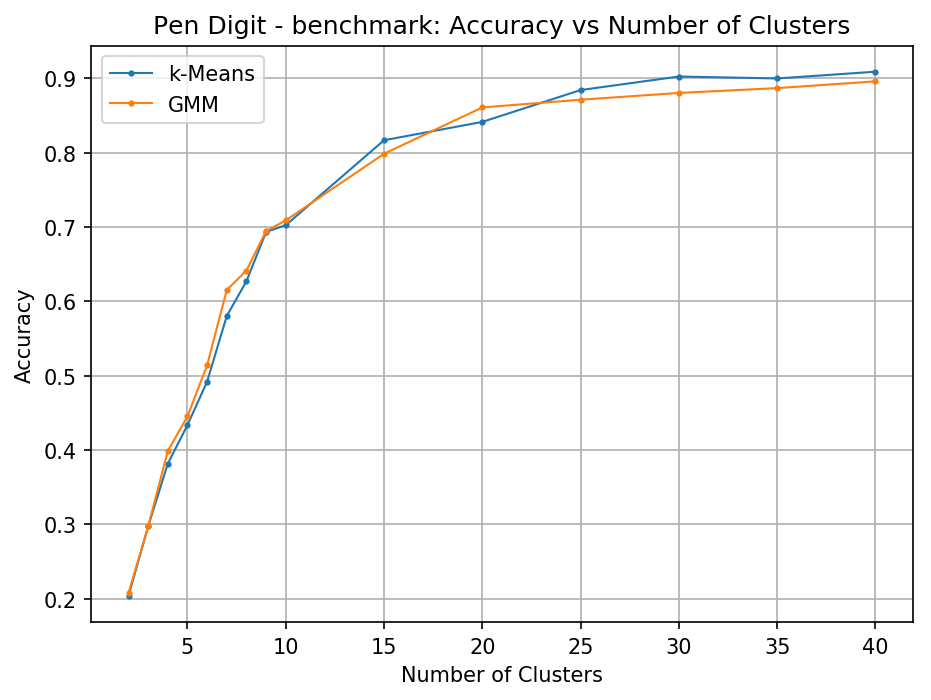 Pen Digit - benchmark: Accuracy vs Number of Clusters
k-Means
GMM
Accuracy
0.9
0.8
0.7
0.6
0.5
0.4
0.3
0.2
5 10 15 20 25 30 35 40
Number of Clusters